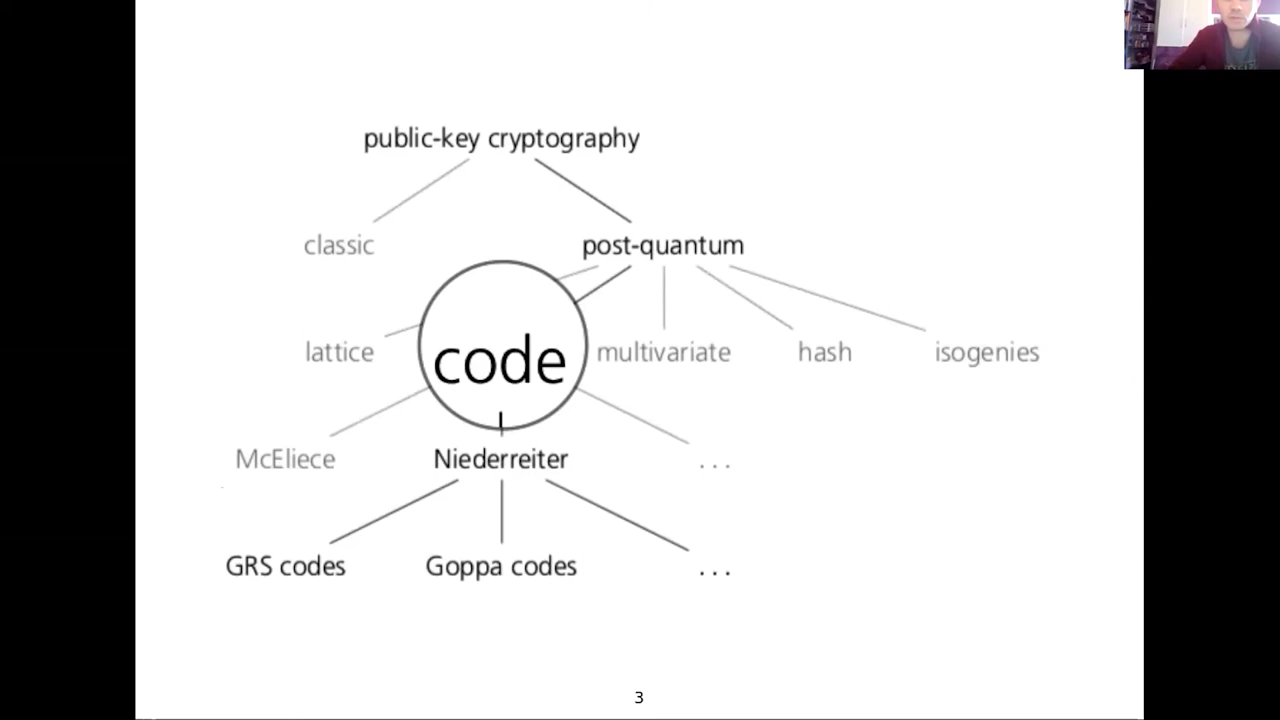 public-key cryptography
classic
post-quantum
lattice
code
multivariate
hash
isogenies
McEliece
Niederreiter
...
GRS codes
Goppa codes
...
3